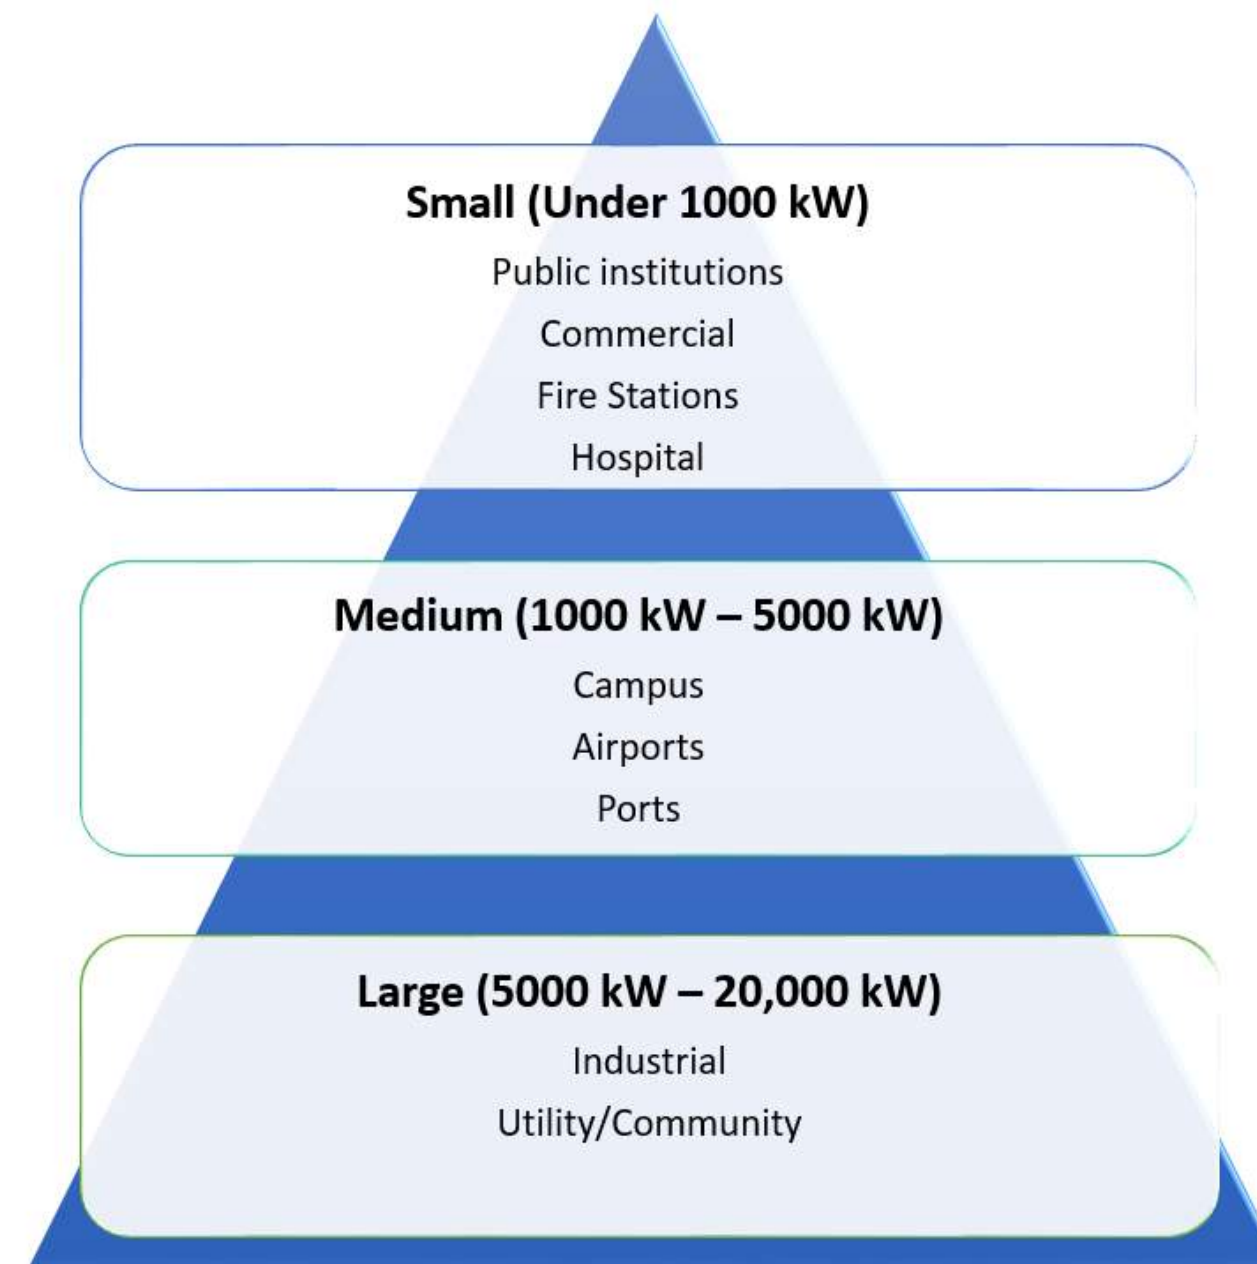 Small (Under 1000 kW)
Public institutions
Commercial
Fire Stations
Hospital
Medium (1000 kW – 5000 kW)
Campus
Airports
Ports
Large (5000 kW – 20,000 kW)
Industrial
Utility/Community